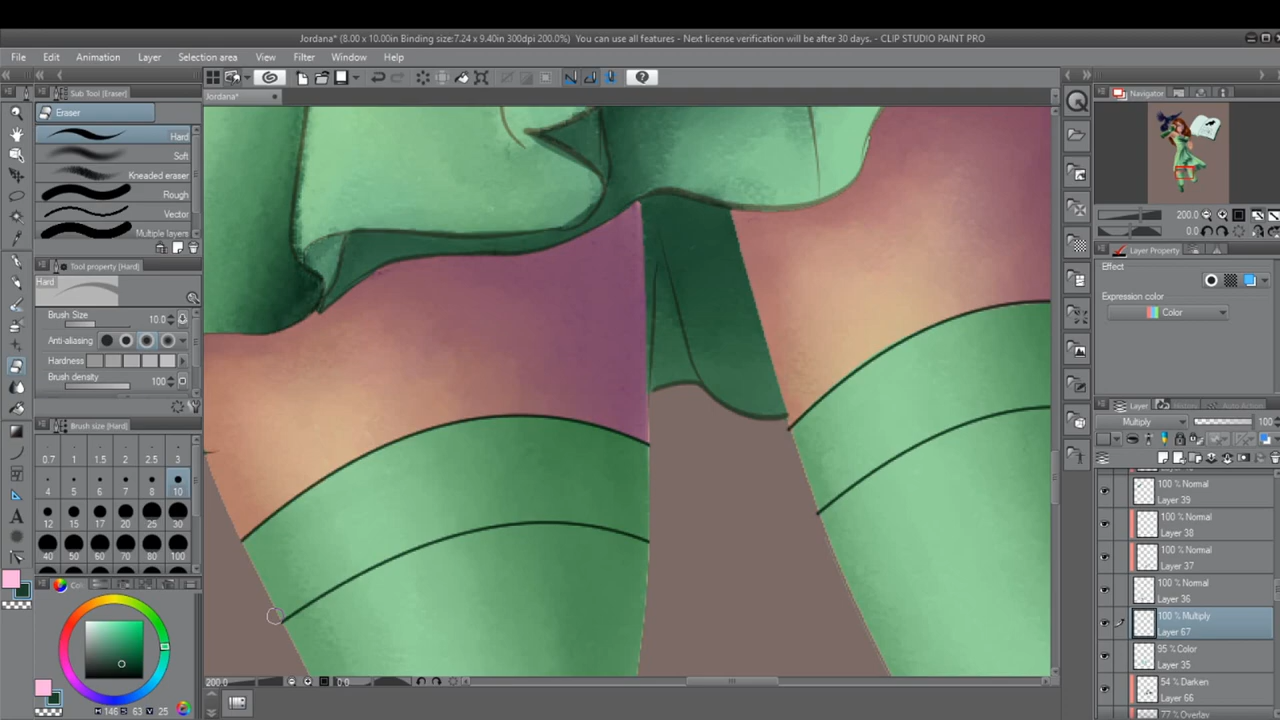 Jordana* (8.00 x 10.00in Binding size:7.24 x 9.40in 300dpi 200.0%)  You can use all features - Next license verification will be after 30 days. - CLIP STUDIO PAINT PRO
File Edit Animation Layer Selection area View Filter Window Help
Sub Tool [Eraser]
Eraser
Hard
Soft
Kneaded eraser
Rough
Vector
Multiple layers
Tool property [Hard]
Hard
Brush Size 10.0
Anti-aliasing
Hardness
Brush density 100
Brush size [Hard]
0.7 1 1.5 2 2.5 3
4 5 6 7 8 10
12 15 17 20 25 30
40 50 60 70 80 100
H 146 S 63 V 25
Jordana*
200.0
0.0
Navigator
200.0
0.0
Layer Property
Effect
Expression color
Color
Layer
Multiply 100
100 % Normal
Layer 39
100 % Normal
Layer 38
100 % Normal
Layer 37
100 % Normal
Layer 36
100 % Multiply
Layer 67
95 % Color
Layer 35
54 % Darken
Layer 66
77 % Overlay